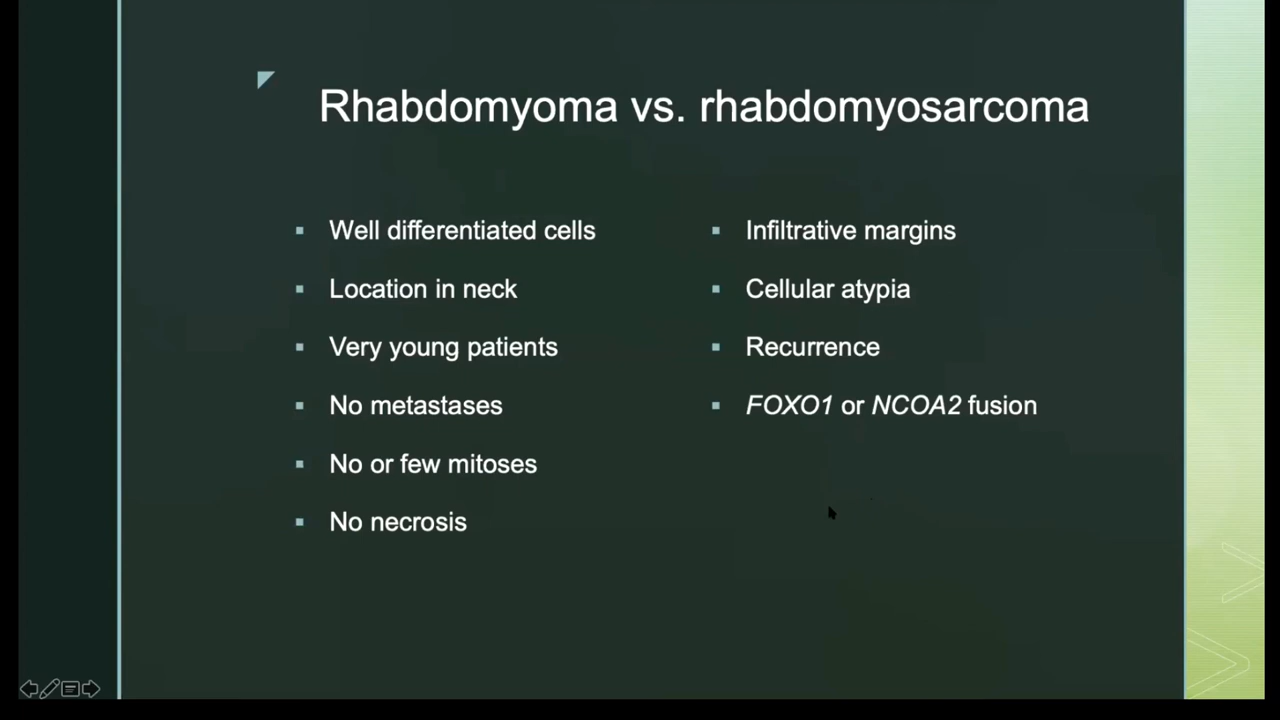 Rhabdomyoma vs. rhabdomyosarcoma
Well differentiated cells
Location in neck
Very young patients
No metastases
No or few mitoses
No necrosis
Infiltrative margins
Cellular atypia
Recurrence
FOXO1 or NCOA2 fusion